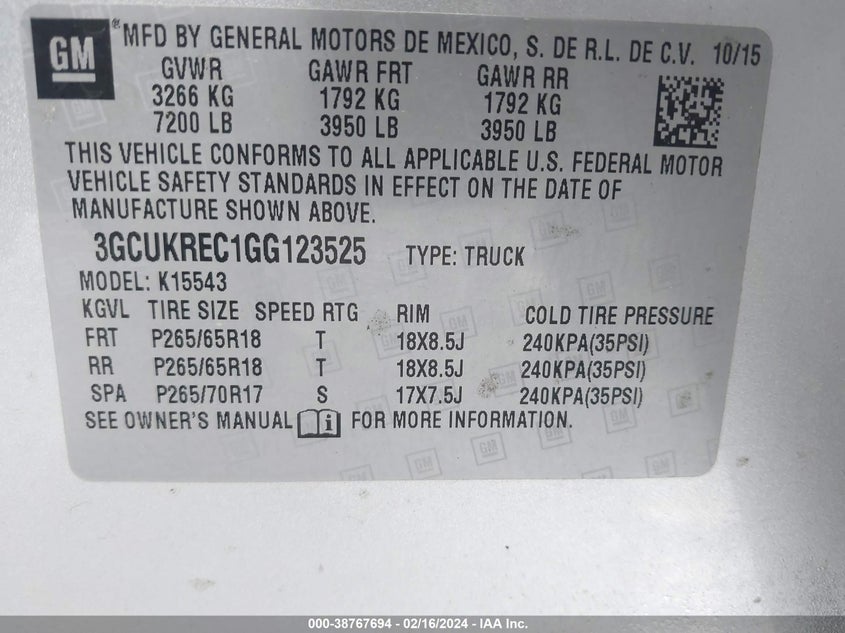 GM
® MFD BY GENERAL MOTORS DE MEXICO, S. DE R.L. DE C.V. 10/15
GVWR GAWR FRT GAWR RR
3266 KG 1792 KG 1792 KG
7200 LB 3950 LB 3950 LB
THIS VEHICLE CONFORMS TO ALL APPLICABLE U.S. FEDERAL MOTOR
VEHICLE SAFETY STANDARDS IN EFFECT ON THE DATE OF
MANUFACTURE SHOWN ABOVE.
3GCUKREC1GG123525 TYPE: TRUCK
MODEL: K15543
KGVL TIRE SIZE SPEED RTG RIM COLD TIRE PRESSURE
FRT P265/65R18 T 18X8.5J 240KPA(35PSI)
RR P265/65R18 T 18X8.5J 240KPA(35PSI)
SPA P265/70R17 S 17X7.5J 240KPA(35PSI)
SEE OWNER'S MANUAL i FOR MORE INFORMATION.
000-38767694 - 02/16/2024 - IAA Inc.